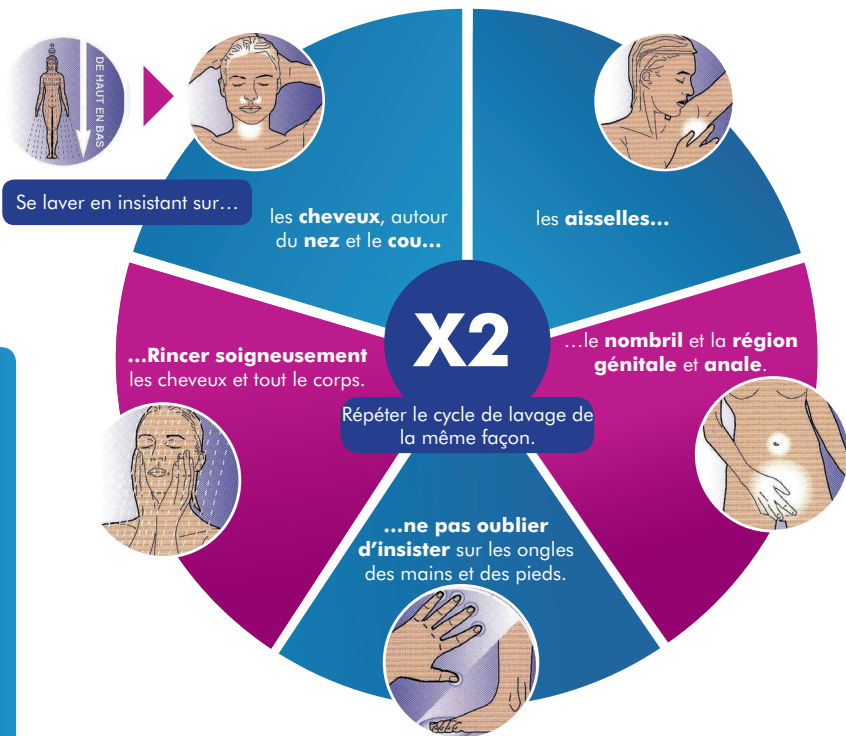 DE HAUT EN BAS
Se laver en insistant sur…
les cheveux, autour
du nez et le cou…
les aisselles…
…le nombril et la région
génitale et anale.
…ne pas oublier
d’insister sur les ongles
des mains et des pieds.
…Rincer soigneusement
les cheveux et tout le corps.
X2
Répéter le cycle de lavage de
la même façon.